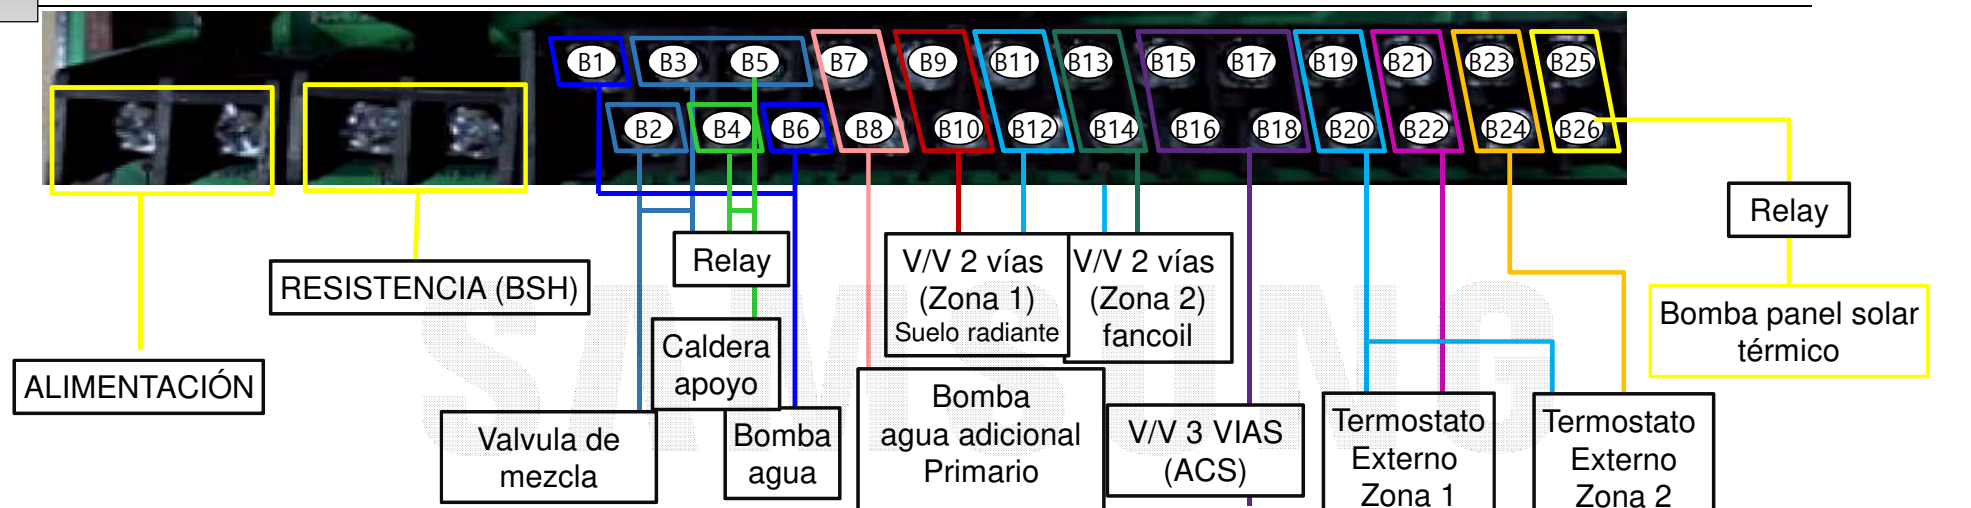 B1 B3 B5 B7 B9 B11 B13 B15 B17 B19 B21 B23 B25
B2 B4 B6 B8 B10 B12 B14 B16 B18 B20 B22 B24 B26
Relay
Relay
V/V 2 vías
(Zona 1)
Suelo radiante
V/V 2 vías
(Zona 2)
fancoil
RESISTENCIA (BSH)
Bomba panel solar
térmico
Caldera
apoyo
ALIMENTACIÓN
Valvula de
mezcla
Bomba
agua
Bomba
agua adicional
Primario
V/V 3 VIAS
(ACS)
Termostato
Externo
Zona 1
Termostato
Externo
Zona 2
SAMSUNG